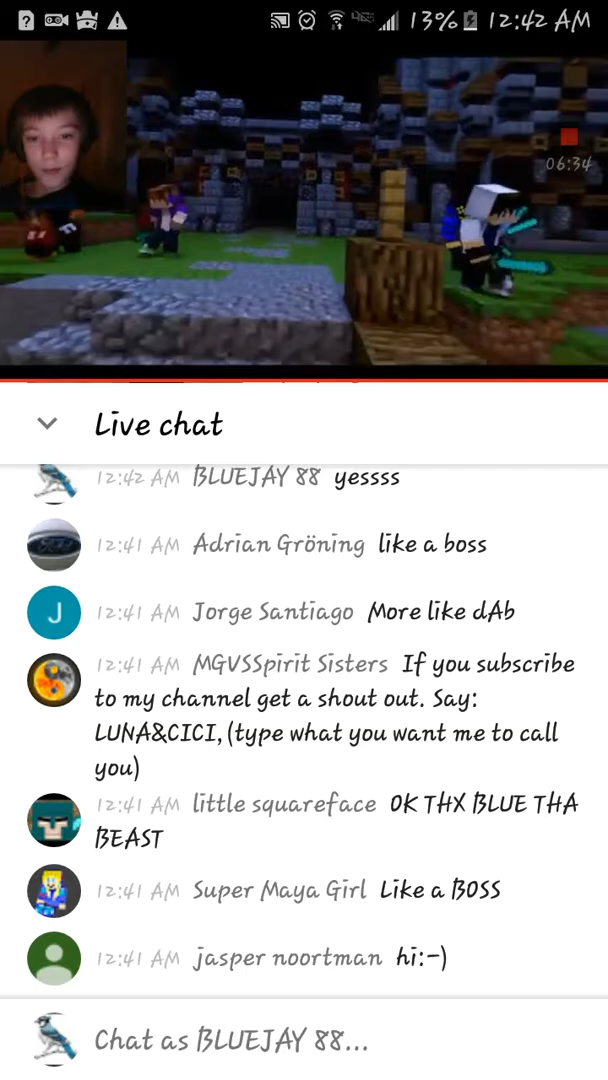 13% 12:42 AM
06:34
Live chat
12:42 AM BLUEJAY 88 yessss
12:41 AM Adrian Gröning like a boss
J 12:41 AM Jorge Santiago More like dAb
12:41 AM MGVSSpirit Sisters If you subscribe
to my channel get a shout out. Say:
LUNA&CICI, (type what you want me to call
you)
12:41 AM little squareface OK THX BLUE THA
BEAST
12:41 AM Super Maya Girl Like a BOSS
12:41 AM jasper noortman hi:-)
Chat as BLUEJAY 88...